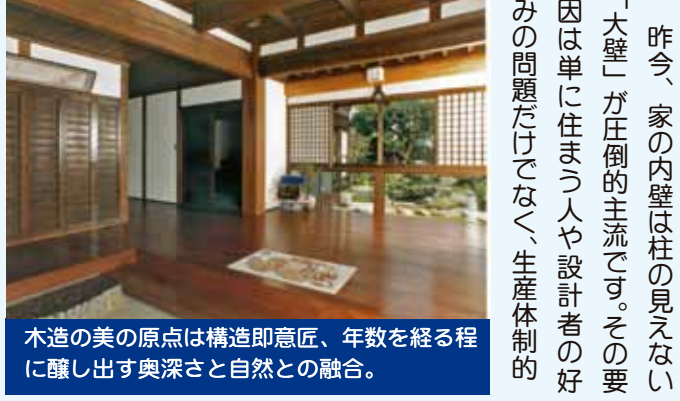 昨今、家の内壁は柱の見えない
「大壁」が圧倒的主流です。その要
因は単に住まう人や設計者の好
みの問題だけでなく、生産体制的
木造の美の原点は構造即意匠、年数を経る程
に醸し出す奥深さと自然との融合。